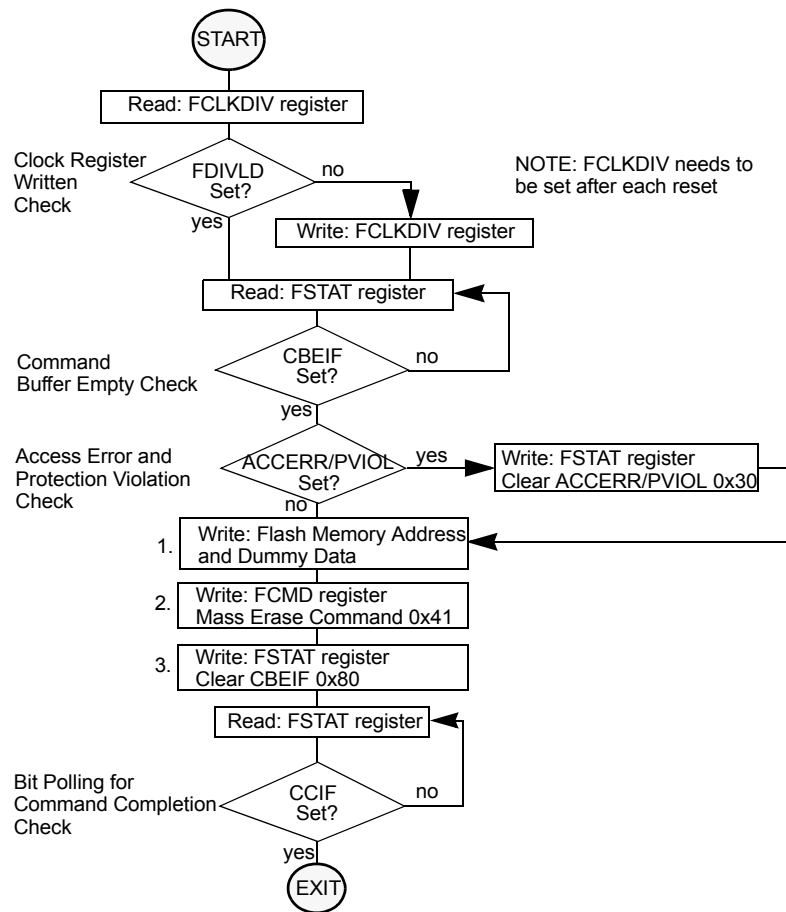 START
Read: FCLKDIV register
Clock Register
Written
Check
FDIVLD
Set?
no
yes
NOTE: FCLKDIV needs to
be set after each reset
Write: FCLKDIV register
Read: FSTAT register
Command
Buffer Empty Check
CBEIF
Set?
no
yes
Access Error and
Protection Violation
Check
ACCERR/PVIOL
Set?
yes
no
Write: FSTAT register
Clear ACCERR/PVIOL 0x30
1.
Write: Flash Memory Address
and Dummy Data
2.
Write: FCMD register
Mass Erase Command 0x41
3.
Write: FSTAT register
Clear CBEIF 0x80
Read: FSTAT register
Bit Polling for
Command Completion
Check
CCIF
Set?
no
yes
EXIT